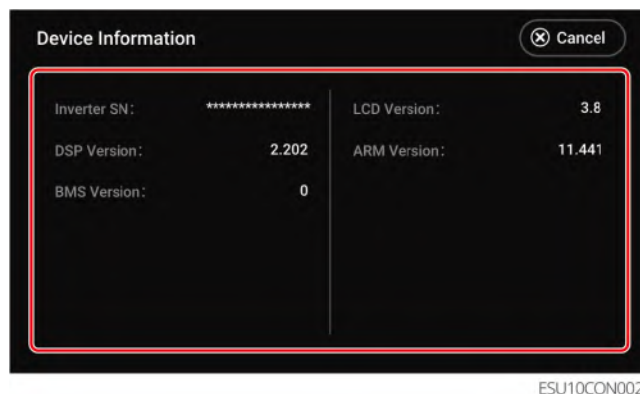 Device Information
Cancel
Inverter SN: ****************
DSP Version: 2.202
BMS Version: 0
LCD Version: 3.8
ARM Version: 11.441
ESU10CON002